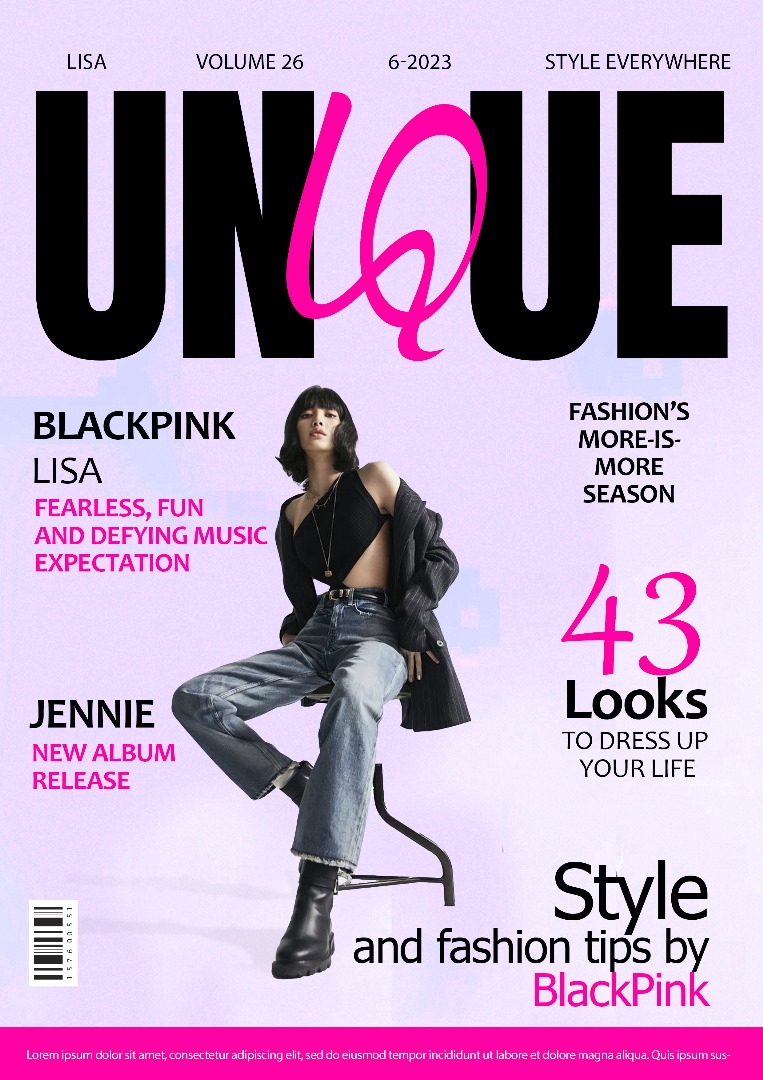 LISA VOLUME 26 6-2023 STYLE EVERYWHERE
UNIQUE
BLACKPINK
LISA
FEARLESS, FUN
AND DEFYING MUSIC
EXPECTATION
FASHION'S
MORE-IS-
MORE
SEASON
43
Looks
TO DRESS UP
YOUR LIFE
JENNIE
NEW ALBUM
RELEASE
Style
and fashion tips by
BlackPink
Lorem ipsum dolor sit amet, consectetur adipiscing elit, sed do eiusmod tempor incididunt ut labore et dolore magna aliqua. Quis ipsum sus-